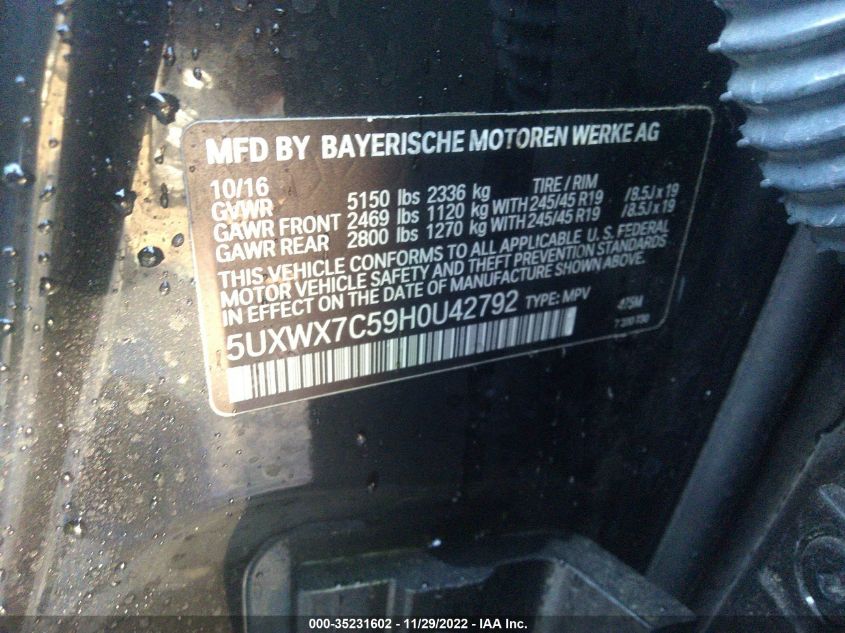 MFD BY BAYERISCHE MOTOREN WERKE AG
10/16 TIRE / RIM
GVWR 5150 lbs 2336 kg
GAWR FRONT 2469 lbs 1120 kg WITH 245/45 R19 /8.5J x 19
GAWR REAR 2800 lbs 1270 kg WITH 245/45 R19 /8.5J x 19
THIS VEHICLE CONFORMS TO ALL APPLICABLE U.S. FEDERAL
MOTOR VEHICLE SAFETY AND THEFT PREVENTION STANDARDS
IN EFFECT ON THE DATE OF MANUFACTURE SHOWN ABOVE.
5UXWX7C59H0U42792 TYPE: MPV 475M
000-35231602 - 11/29/2022 - IAA Inc.